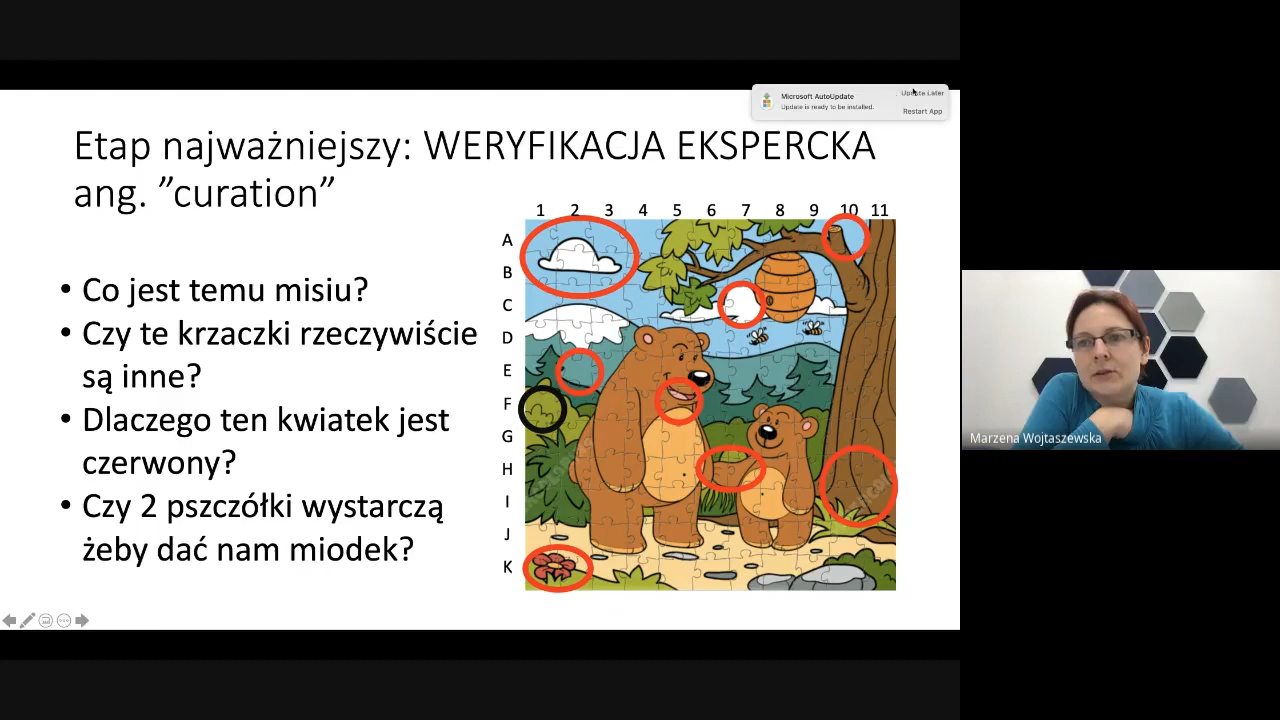 Microsoft AutoUpdate
Update Later
Update is ready to be installed.
Restart App
Etap najważniejszy: WERYFIKACJA EKSPERCKA
ang. ”curation”
1 2 3 4 5 6 7 8 9 10 11
A
B
C
D
E
F
G
H
I
J
K
• Co jest temu misiu?
• Czy te krzaczki rzeczywiście
są inne?
• Dlaczego ten kwiatek jest
czerwony?
• Czy 2 pszczółki wystarczą
żeby dać nam miodek?
Marzena Wojtaszewska